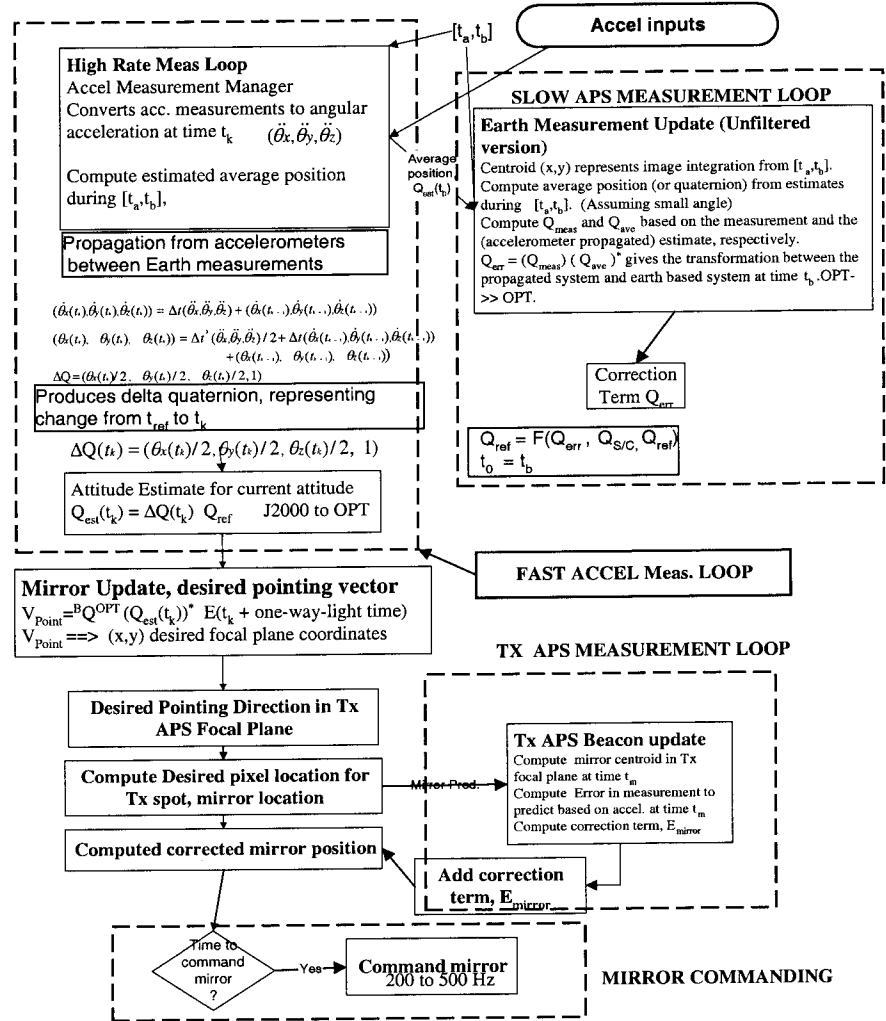 [t_a,t_b]
Accel inputs
High Rate Meas Loop
Accel Measurement Manager
Converts acc. measurements to angular
acceleration at time t_k (θ̈x,θ̈y,θ̈z)
Compute estimated average position
during [t_a,t_b],
Propagation from accelerometers
between Earth measurements
Average
position,
Q_est(t_b)
SLOW APS MEASUREMENT LOOP
Earth Measurement Update (Unfiltered
version)
Centroid (x,y) represents image integration from [t_a,t_b].
Compute average position (or quaternion) from estimates
during [t_a,t_b]. (Assuming small angle)
Compute Q_meas and Q_ave based on the measurement and the
(accelerometer propagated) estimate, respectively.
Q_err = (Q_meas) ( Q_ave )* gives the transformation between the
propagated system and earth based system at time t_b .OPT-
>> OPT.
Correction
Term Q_err
Q_ref = F(Q_err , Q_S/C, Q_ref)
t_0 = t_b
ΔQ=(θx(t.)/2, θy(t.)/2, θz(t.)/2,1)
Produces delta quaternion, representing
change from t_ref to t_k
ΔQ(t_k) = (θx(t_k)/2, θy(t_k)/2, θz(t_k)/2, 1)
Attitude Estimate for current attitude
Q_est(t_k) = ΔQ(t_k) Q_ref J2000 to OPT
FAST ACCEL Meas. LOOP
Mirror Update, desired pointing vector
V_Point=^BQ^OPT (Q_est(t_k))* E(t_k + one-way-light time)
V_Point ==> (x,y) desired focal plane coordinates
TX APS MEASUREMENT LOOP
Desired Pointing Direction in Tx
APS Focal Plane
Compute Desired pixel location for
Tx spot, mirror location
Mirror Pred.
Tx APS Beacon update
Compute mirror centroid in Tx
focal plane at time t_m
Compute Error in measurement to
predict based on accel. at time t_m
Compute correction term, E_mirror
Computed corrected mirror position
Add correction
term, E_mirror
Time to
command
mirror
?
Yes
Command mirror
200 to 500 Hz
MIRROR COMMANDING